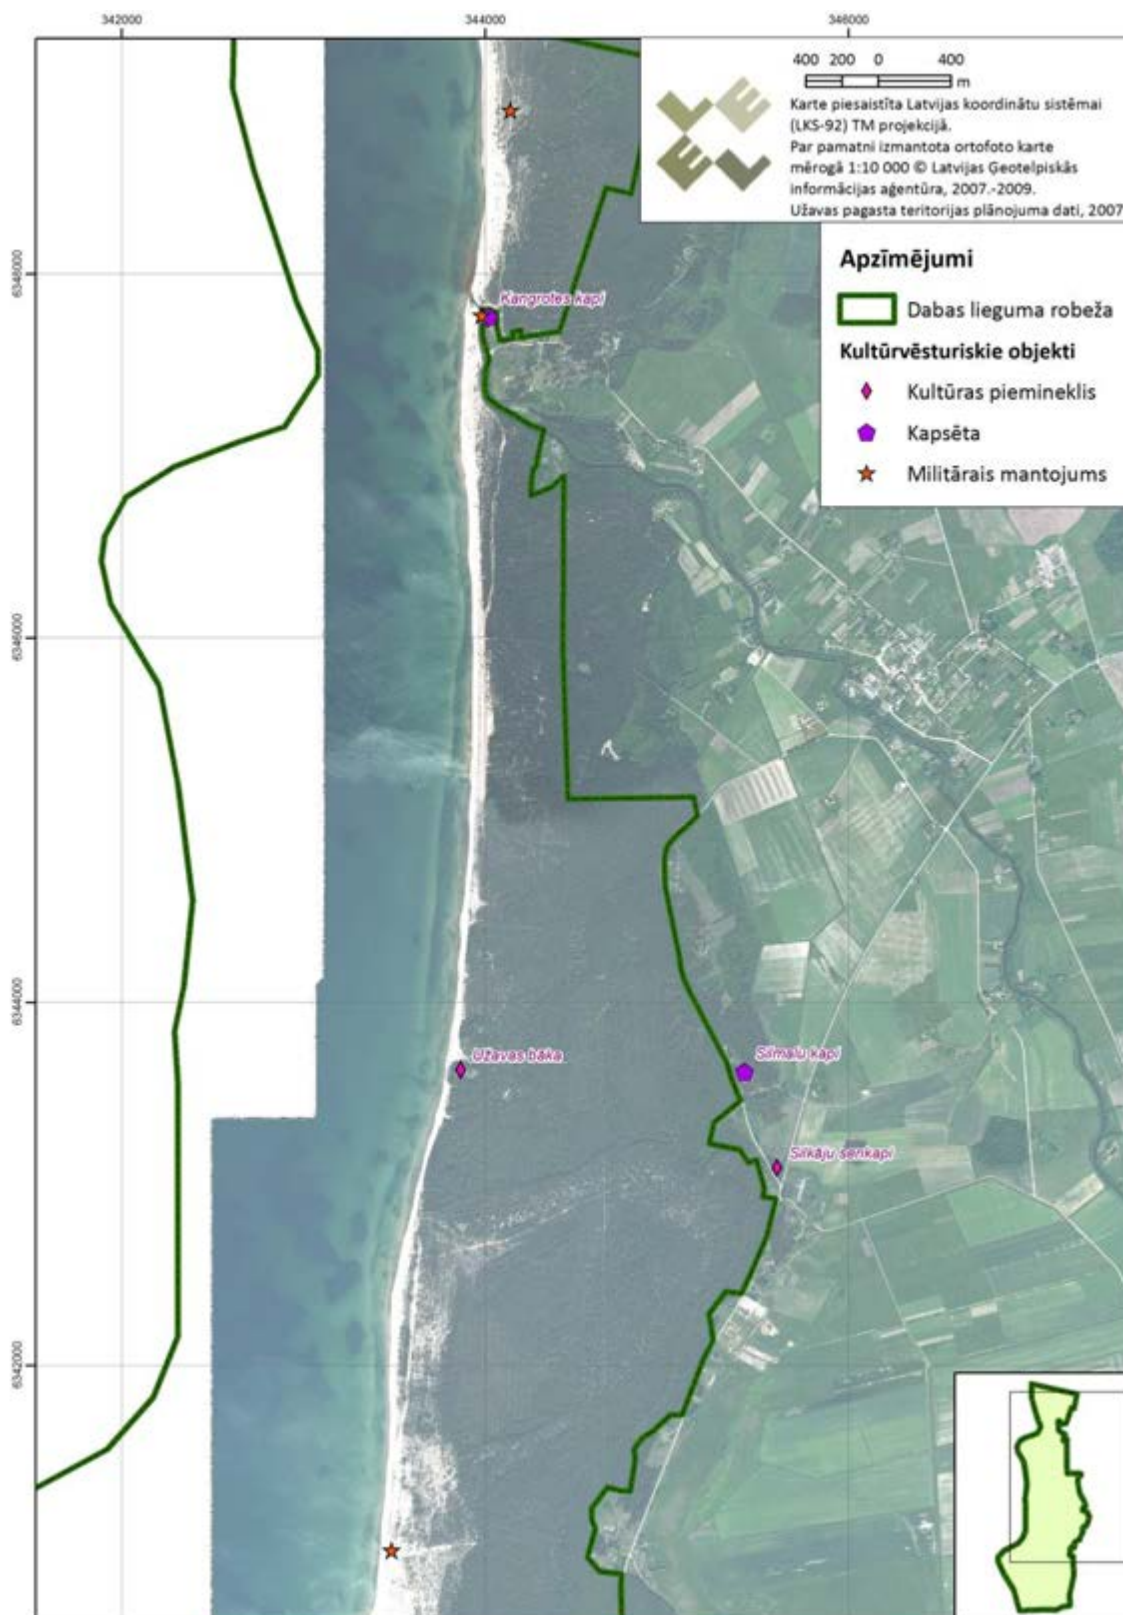 342000
344000
346000
400 200 0 400
m
Karte piesaistīta Latvijas koordinātu sistēmai
(LKS-92) TM projekcijā.
Par pamatni izmantota ortofoto karte
mērogā 1:10 000 © Latvijas Ģeotelpiskās
informācijas aģentūra, 2007.-2009.
Užavas pagasta teritorijas plānojuma dati, 2007
Apzīmējumi
Dabas lieguma robeža
Kultūrvēsturiskie objekti
Kultūras piemineklis
Kapsēta
Militārais mantojums
6348000
Kangrotes kapi
6346000
6344000
Užavas bāka
Silmalu kapi
Silkāju senkapi
6342000